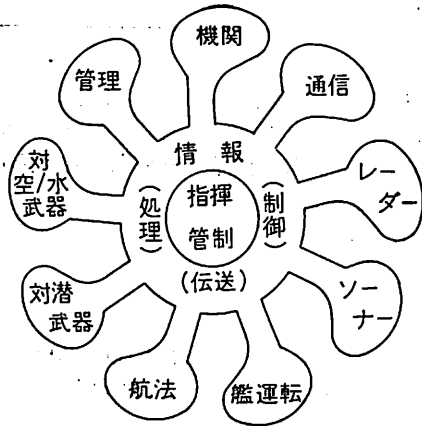 機関
管理
通信
情報
対
空/水
武器
レー
ダー
(処理)
指揮
管制
(制御)
(伝送)
対潜
武器
ソー
ナー
航法
艦運転